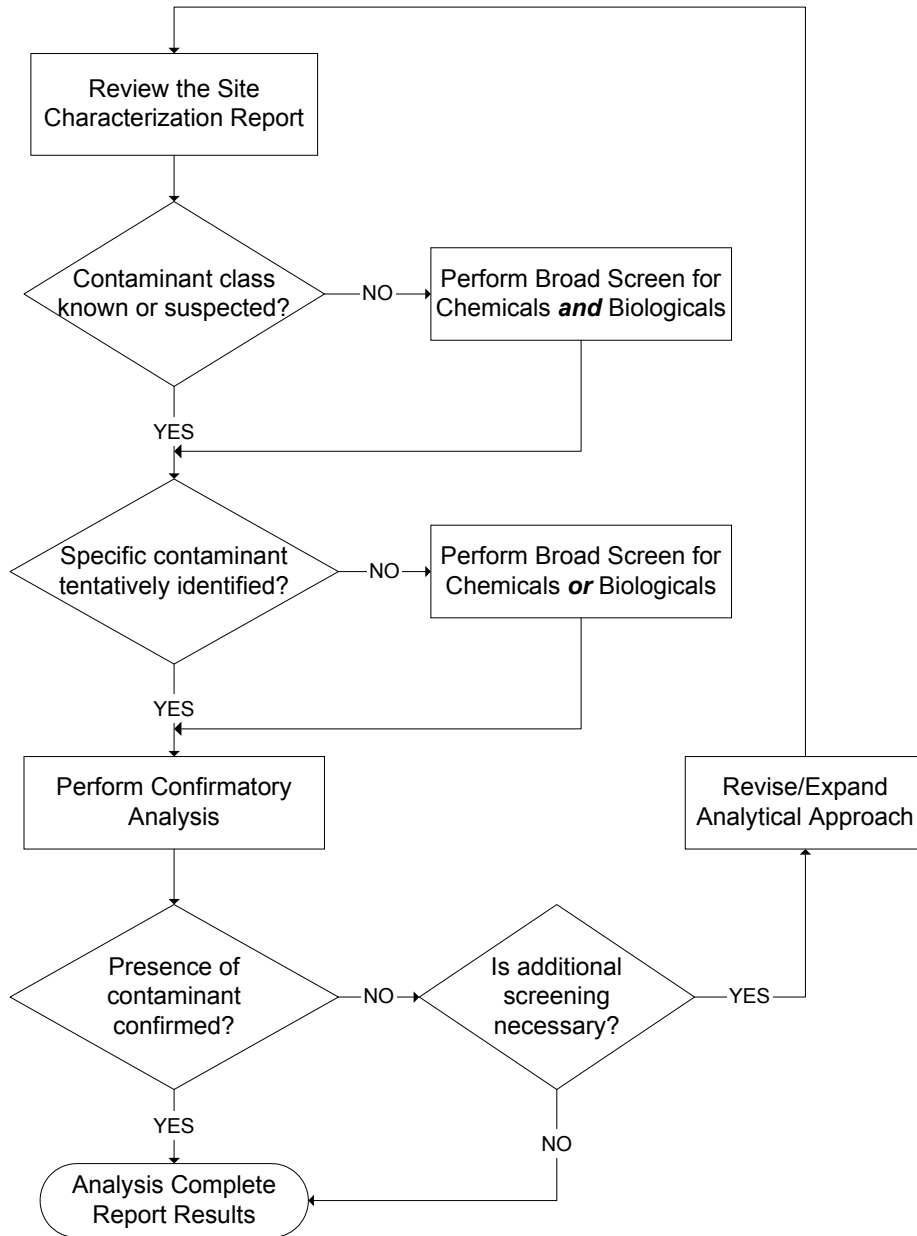 Review the Site
Characterization Report
Contaminant class
known or suspected?
NO
Perform Broad Screen for
Chemicals and Biologicals
YES
Specific contaminant
tentatively identified?
NO
Perform Broad Screen for
Chemicals or Biologicals
YES
Perform Confirmatory
Analysis
Revise/Expand
Analytical Approach
Presence of
contaminant
confirmed?
NO
Is additional
screening
necessary?
YES
YES
NO
Analysis Complete
Report Results